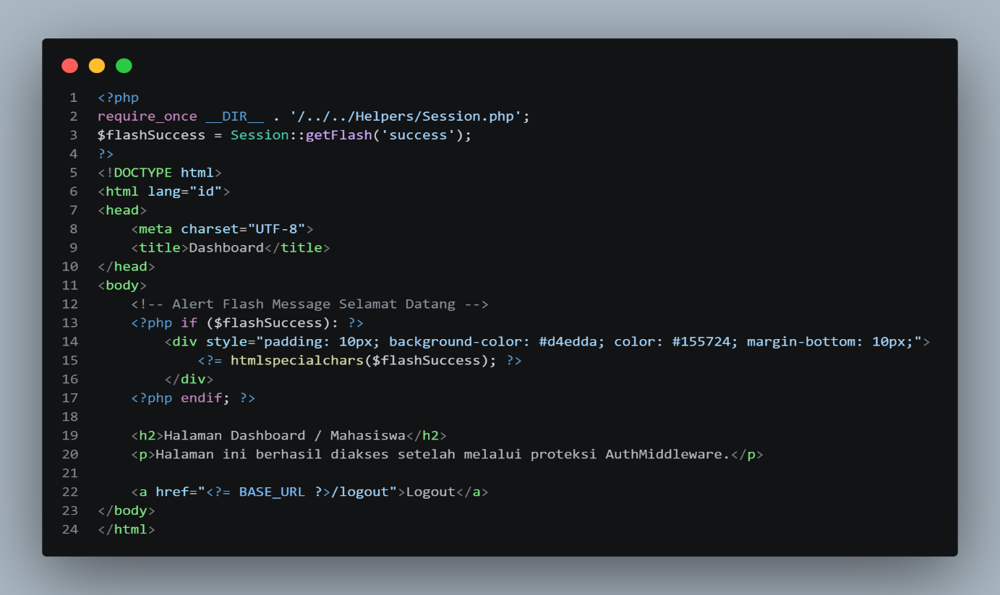 1 <?php
2 require_once __DIR__ . '/../../Helpers/Session.php';
3 $flashSuccess = Session::getFlash('success');
4 ?>
5 <!DOCTYPE html>
6 <html lang="id">
7 <head>
8     <meta charset="UTF-8">
9     <title>Dashboard</title>
10 </head>
11 <body>
12     <!-- Alert Flash Message Selamat Datang -->
13     <?php if ($flashSuccess): ?>
14         <div style="padding: 10px; background-color: #d4edda; color: #155724; margin-bottom: 10px;">
15             <?= htmlspecialchars($flashSuccess); ?>
16         </div>
17     <?php endif; ?>
18
19     <h2>Halaman Dashboard / Mahasiswa</h2>
20     <p>Halaman ini berhasil diakses setelah melalui proteksi AuthMiddleware.</p>
21
22     <a href="<?= BASE_URL ?>/logout">Logout</a>
23 </body>
24 </html>